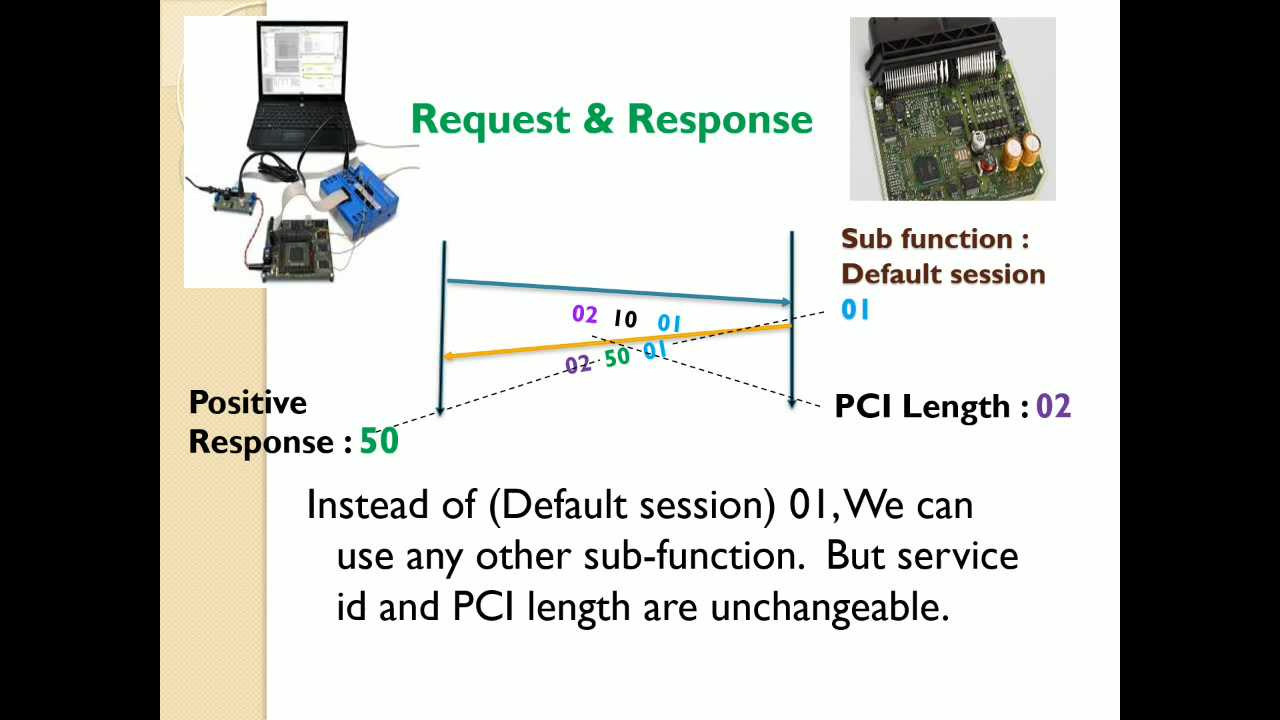 Request & Response
Sub function :
Default session
01
02 10 01
02 50 01
Positive
Response : 50
PCI Length : 02
Instead of (Default session) 01, We can
use any other sub-function.  But service
id and PCI length are unchangeable.